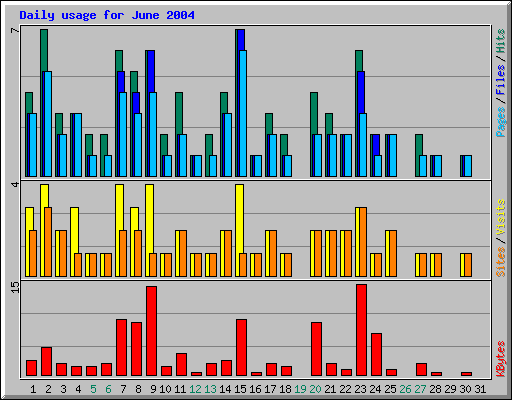 Daily usage for June 2004
7
Pages / Files / Hits
4
Sites / Visits
15
KBytes
1 2 3 4 5 6 7 8 9 10 11 12 13 14 15 16 17 18 19 20 21 22 23 24 25 26 27 28 29 30 31